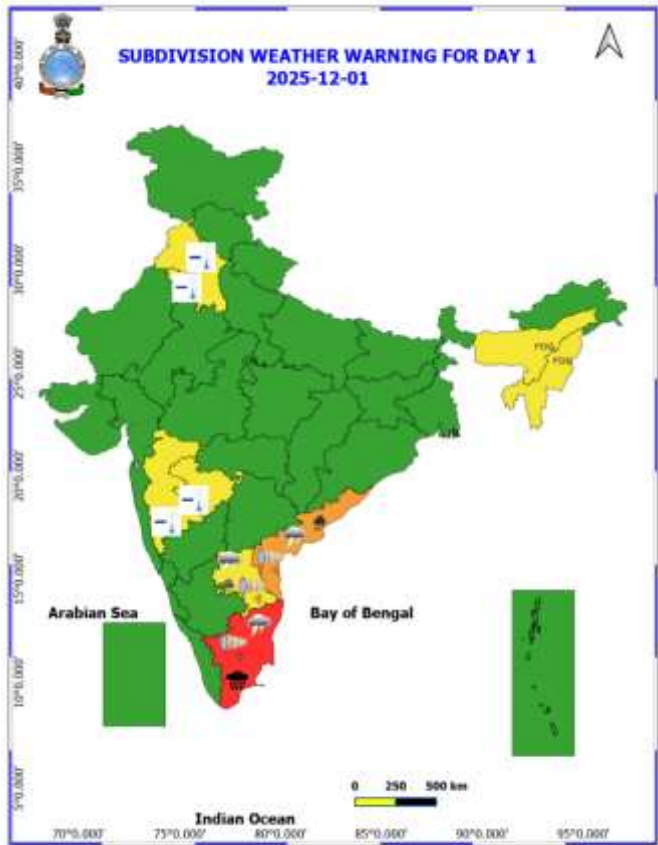 SUBDIVISION WEATHER WARNING FOR DAY 1
2025-12-01
40°0.000'
35°0.000'
30°0.000'
25°0.000'
20°0.000'
15°0.000'
10°0.000'
5°0.000'
FOG
FOG
Arabian Sea
Bay of Bengal
0 250 500 km
Indian Ocean
70°0.000' 75°0.000' 80°0.000' 85°0.000' 90°0.000' 95°0.000'